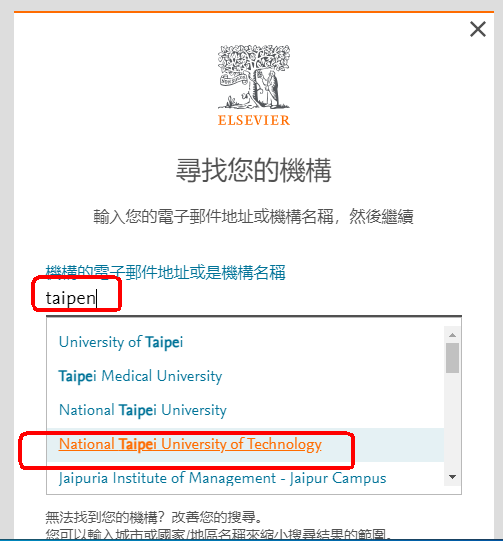 ELSEVIER
尋找您的機構
輸入您的電子郵件地址或機構名稱，然後繼續
機構的電子郵件地址或是機構名稱
taipen
University of Taipei
Taipei Medical University
National Taipei University
National Taipei University of Technology
Jaipuria Institute of Management - Jaipur Campus
無法找到您的機構？改善您的搜尋。
您可以輸入城市或國家/地區名稱來縮小搜尋結果的範圍。